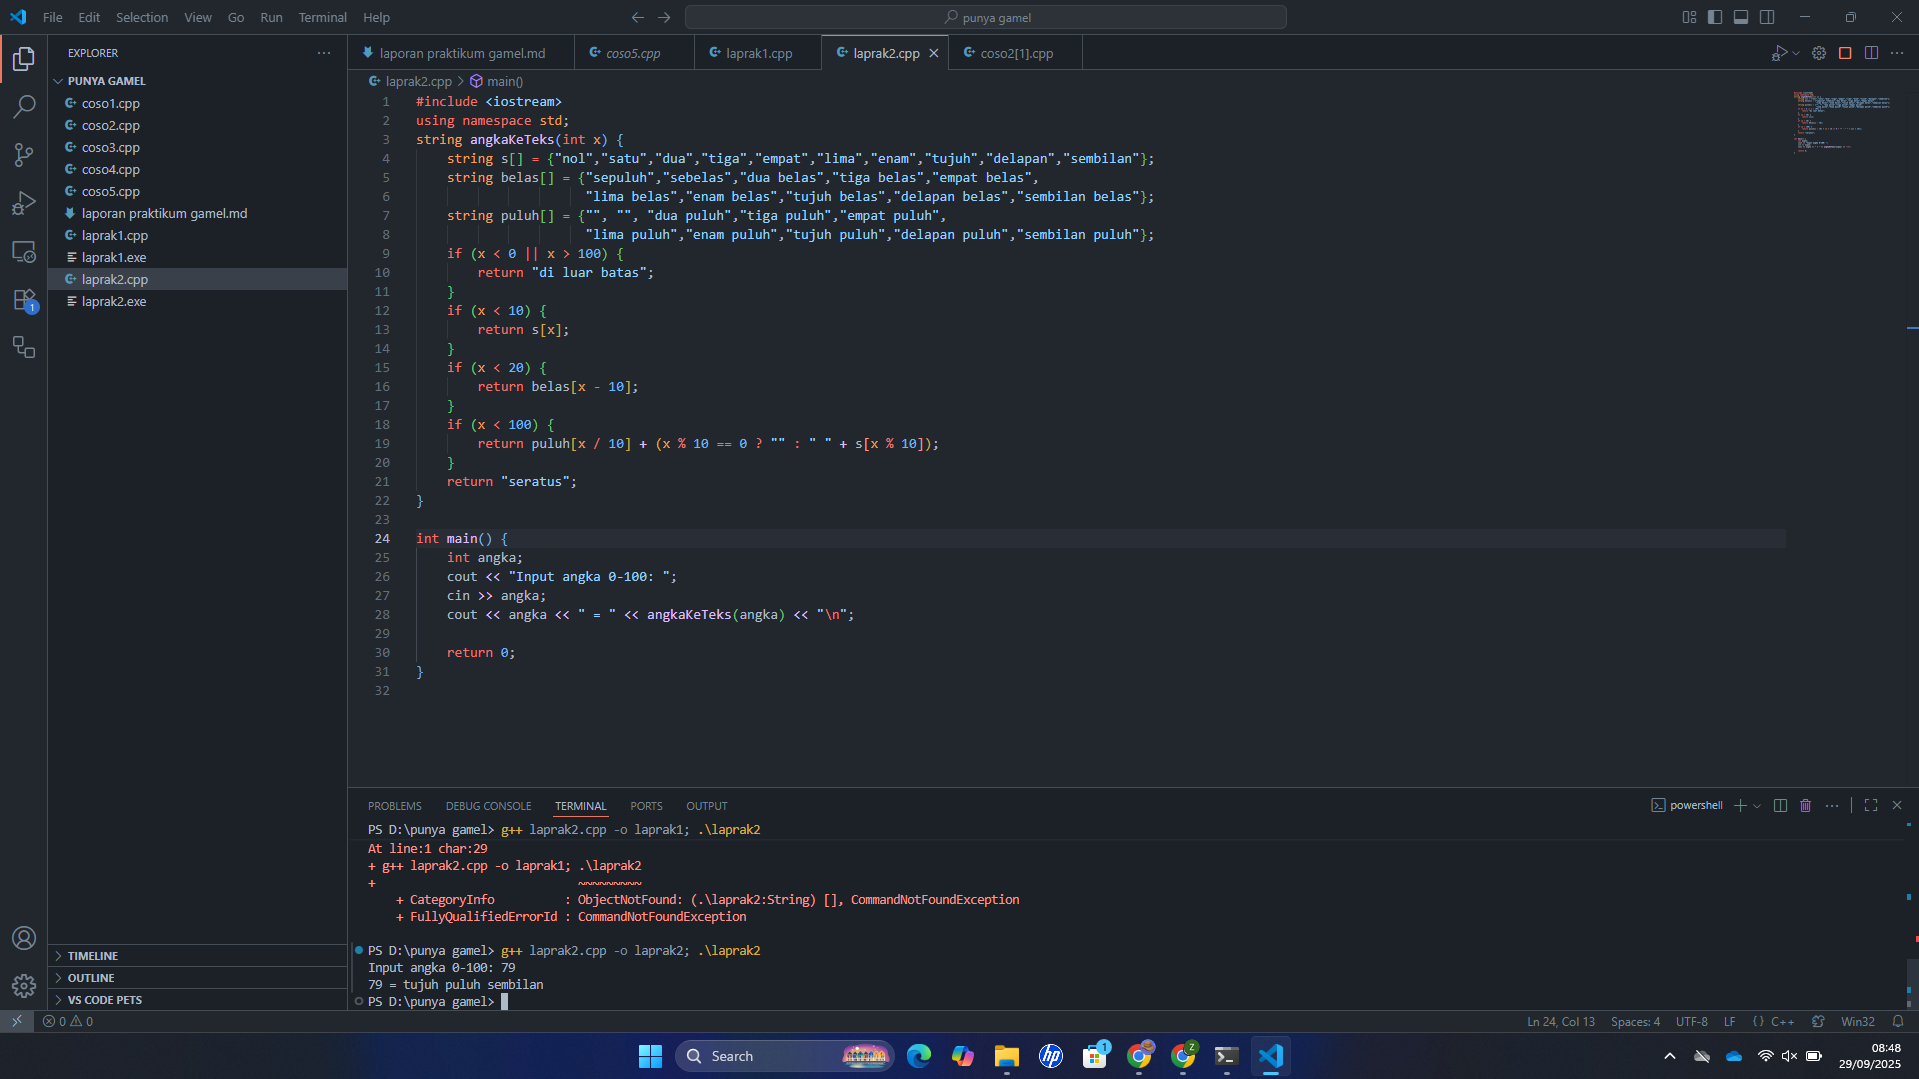 File Edit Selection View Go Run Terminal Help
punya gamel
EXPLORER
PUNYA GAMEL
coso1.cpp
coso2.cpp
coso3.cpp
coso4.cpp
coso5.cpp
laporan praktikum gamel.md
laprak1.cpp
laprak1.exe
laprak2.cpp
laprak2.exe
TIMELINE
OUTLINE
VS CODE PETS
laporan praktikum gamel.md coso5.cpp laprak1.cpp laprak2.cpp coso2[1].cpp
laprak2.cpp > main()
1 #include <iostream>
2 using namespace std;
3 string angkaKeTeks(int x) {
4 string s[] = {"nol","satu","dua","tiga","empat","lima","enam","tujuh","delapan","sembilan"};
5 string belas[] = {"sepuluh","sebelas","dua belas","tiga belas","empat belas",
6 "lima belas","enam belas","tujuh belas","delapan belas","sembilan belas"};
7 string puluh[] = {"", "", "dua puluh","tiga puluh","empat puluh",
8 "lima puluh","enam puluh","tujuh puluh","delapan puluh","sembilan puluh"};
9 if (x < 0 || x > 100) {
10 return "di luar batas";
11 }
12 if (x < 10) {
13 return s[x];
14 }
15 if (x < 20) {
16 return belas[x - 10];
17 }
18 if (x < 100) {
19 return puluh[x / 10] + (x % 10 == 0 ? "" : " " + s[x % 10]);
20 }
21 return "seratus";
22 }
23
24 int main() {
25 int angka;
26 cout << "Input angka 0-100: ";
27 cin >> angka;
28 cout << angka << " = " << angkaKeTeks(angka) << "\n";
29
30 return 0;
31 }
32
PROBLEMS DEBUG CONSOLE TERMINAL PORTS OUTPUT
powershell
PS D:\punya gamel> g++ laprak2.cpp -o laprak1; .\laprak2
At line:1 char:29
+ g++ laprak2.cpp -o laprak1; .\laprak2
+ ~~~~~~~~~
+ CategoryInfo : ObjectNotFound: (.\laprak2:String) [], CommandNotFoundException
+ FullyQualifiedErrorId : CommandNotFoundException
PS D:\punya gamel> g++ laprak2.cpp -o laprak2; .\laprak2
Input angka 0-100: 79
79 = tujuh puluh sembilan
PS D:\punya gamel>
0 0
Ln 24, Col 13 Spaces: 4 UTF-8 LF {} C++ Win32
Search
08:48
29/09/2025